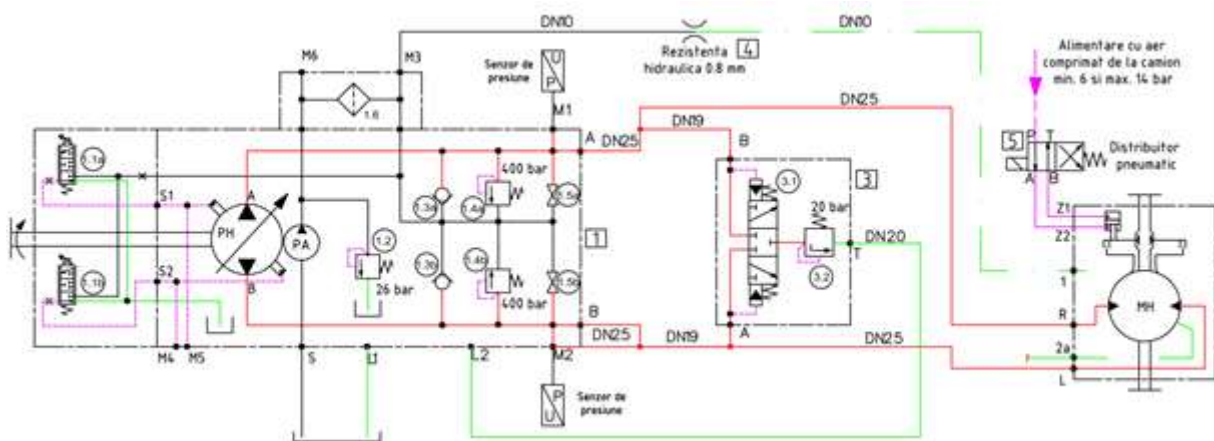 DN10
DN10
M6
M3
Senzor de
presiune
U
P
Rezistenta
hidraulica 0.8 mm
4
Alimentare cu aer
comprimat de la camion
min. 6 si max. 14 bar
1.6
M1
A
DN25
DN19
DN25
1.1a
S1
A
PH
PA
1.2
26 bar
1.3a
1.3b
400 bar
1.4a
1.5a
1
1.4b
400 bar
1.5b
S2
B
1.1b
B
3.1
3
20 bar
3.2
DN20
T
A
5
P
T
A
B
Distribuitor
pneumatic
Z1
Z2
1
R
MH
2a
L
M4
M5
S
L1
L2
M2
B
DN25
DN19
DN25
P
U
Senzor de
presiune